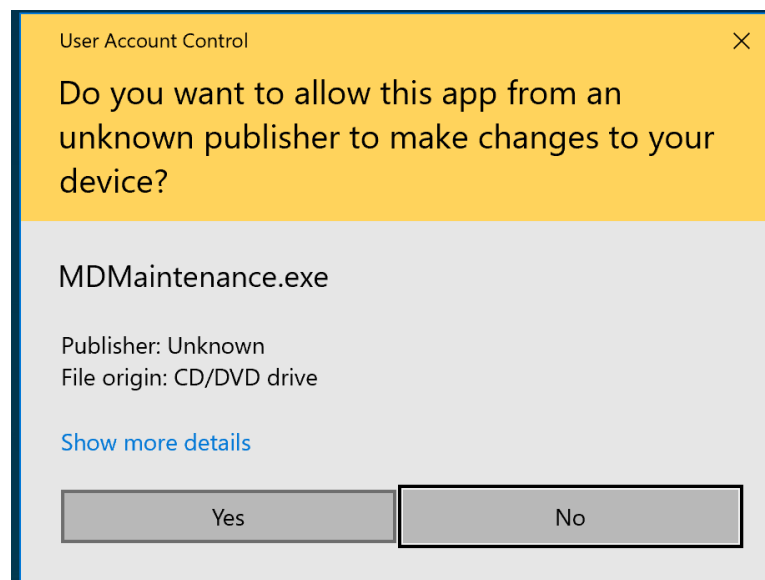 User Account Control
Do you want to allow this app from an
unknown publisher to make changes to your
device?
MDMaintenance.exe
Publisher: Unknown
File origin: CD/DVD drive
Show more details
Yes
No